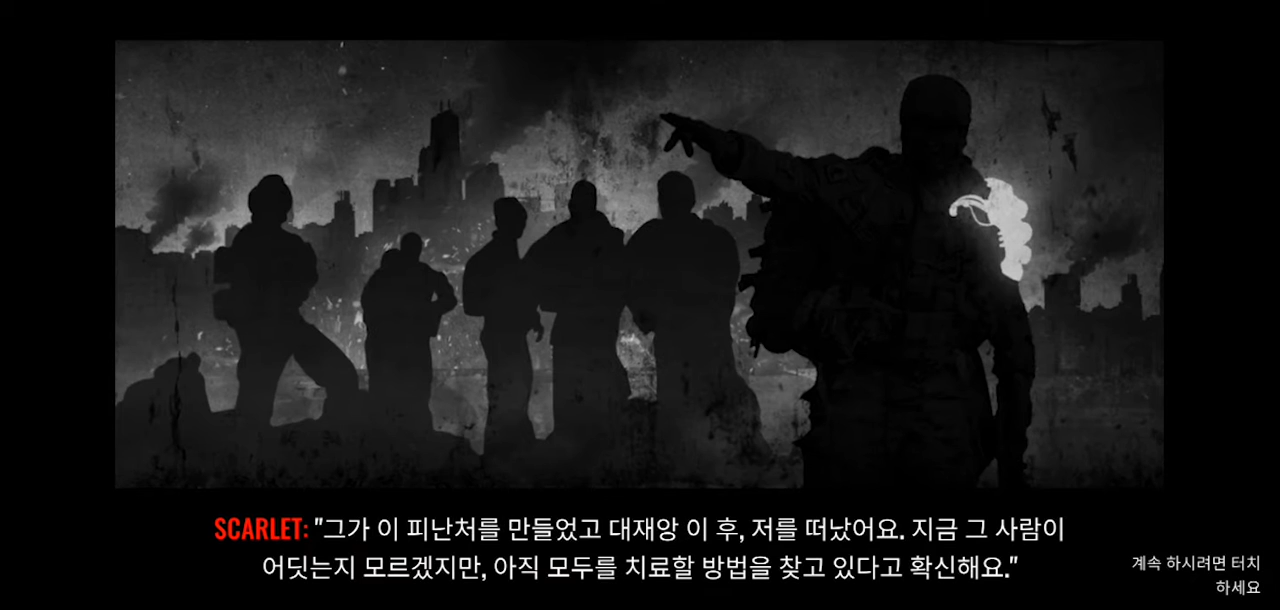 SCARLET: "그가 이 피난처를 만들었고 대재앙 이 후, 저를 떠났어요. 지금 그 사람이
어딧는지 모르겠지만, 아직 모두를 치료할 방법을 찾고 있다고 확신해요."
계속 하시려면 터치
하세요